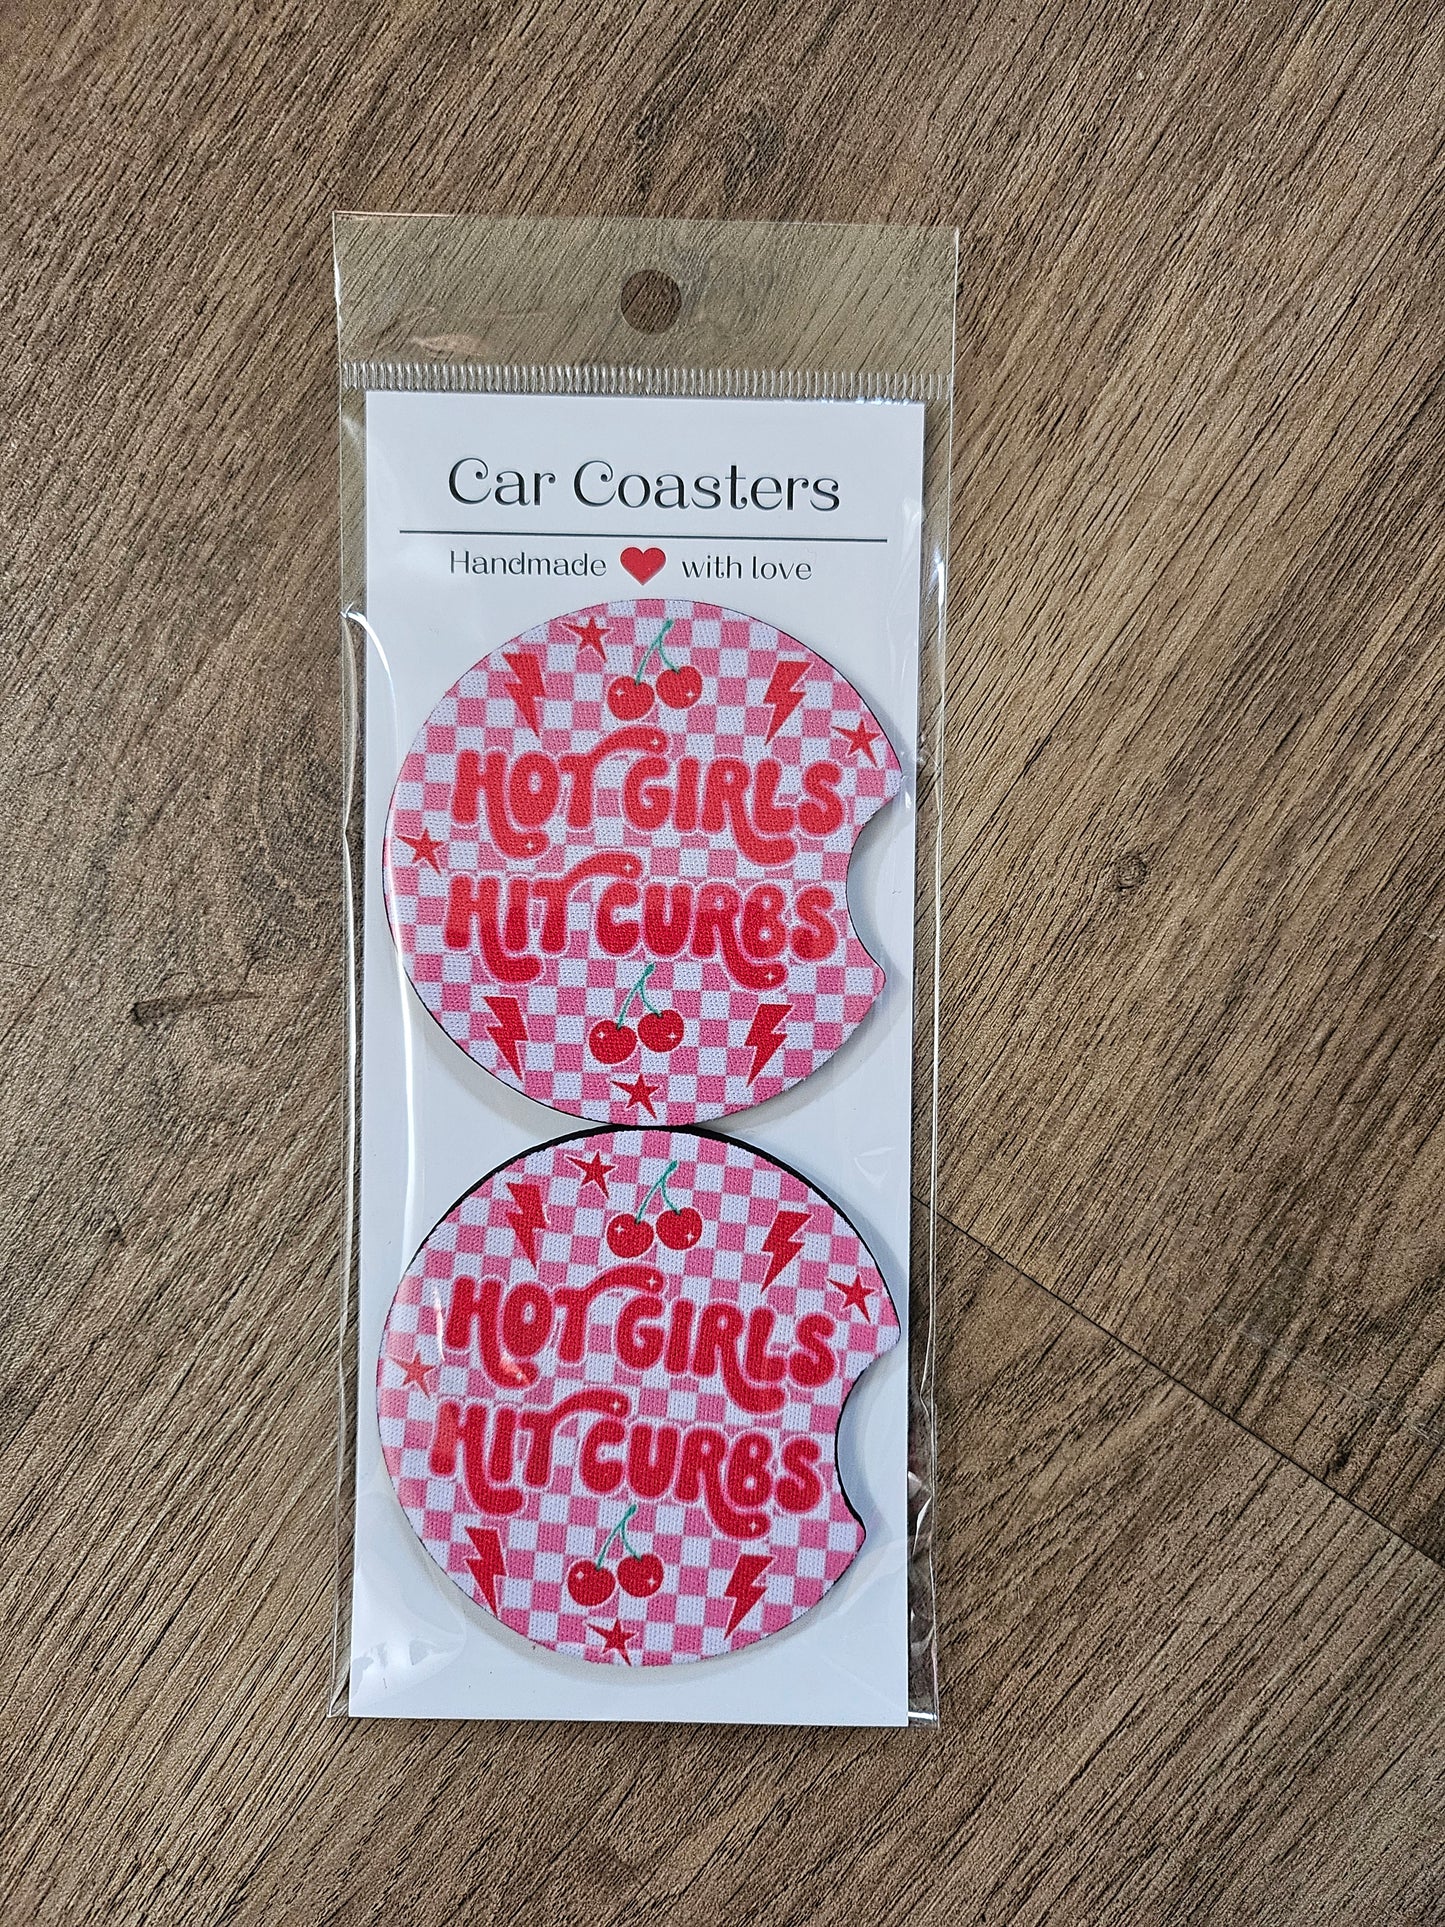 Car Coasters
Handmade with love
HOT GIRLS
HIT CURBS
HOT GIRLS
HIT CURBS